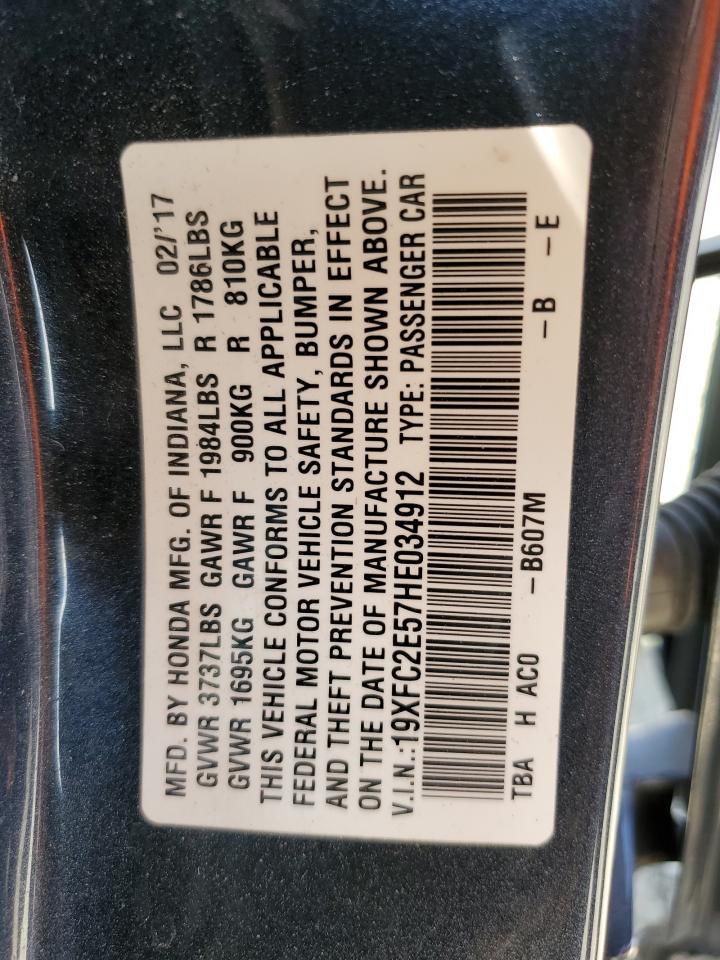 MFD. BY HONDA MFG. OF INDIANA, LLC 02/'17
GVWR 3737LBS GAWR F 1984LBS R 1786LBS
GVWR 1695KG GAWR F 900KG R 810KG
THIS VEHICLE CONFORMS TO ALL APPLICABLE
FEDERAL MOTOR VEHICLE SAFETY, BUMPER,
AND THEFT PREVENTION STANDARDS IN EFFECT
ON THE DATE OF MANUFACTURE SHOWN ABOVE.
V.I.N.:19XFC2E57HE034912 TYPE: PASSENGER CAR
TBA H AC0 -B607M -B -E